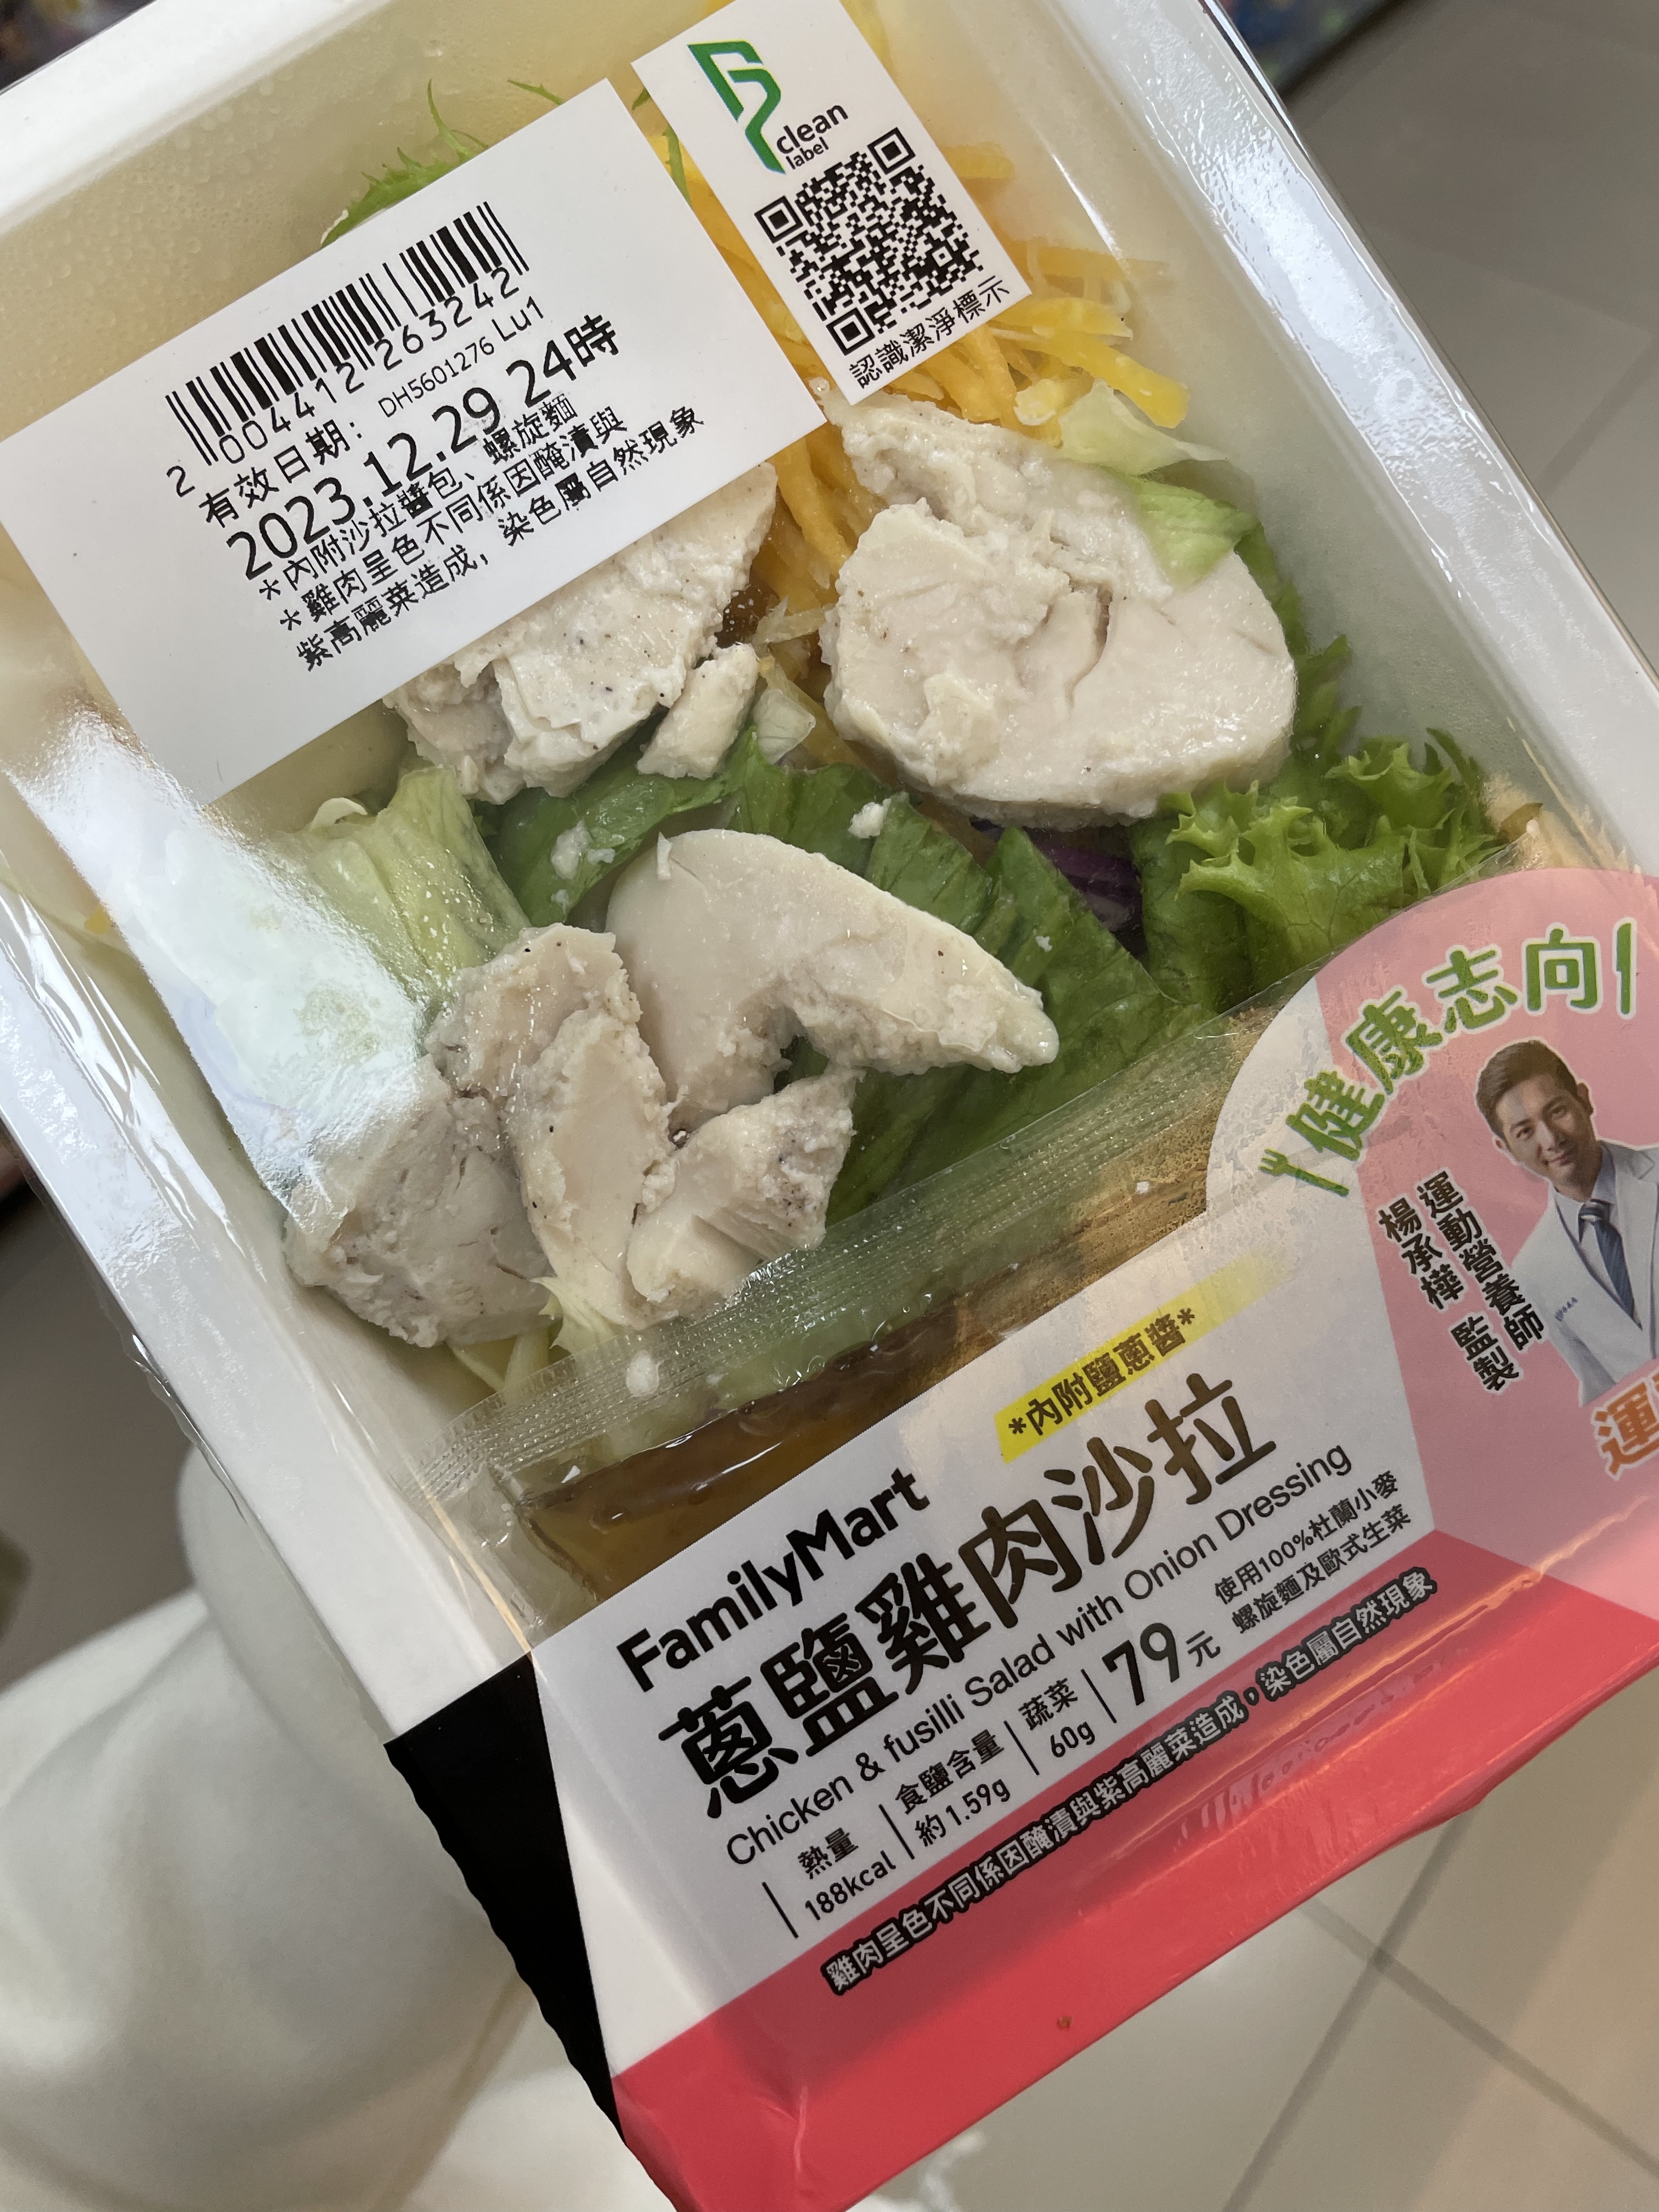 clean
label
認識潔淨標示
2 004412 263242
DH5601276 Lu1
有效日期:
2023.12.29 24時
*內附沙拉醬包、螺旋麵
*雞肉呈色不同係因醃漬與
紫高麗菜造成，染色屬自然現象
健康志向
運動營養師
楊承樺 監製
運
*內附鹽蔥醬*
FamilyMart
蔥鹽雞肉沙拉
Chicken & fusilli Salad with Onion Dressing
使用100%杜蘭小麥
螺旋麵及歐式生菜
熱量
188kcal
食鹽含量
約1.59g
蔬菜
60g
79元
雞肉呈色不同係因醃漬與紫高麗菜造成，染色屬自然現象